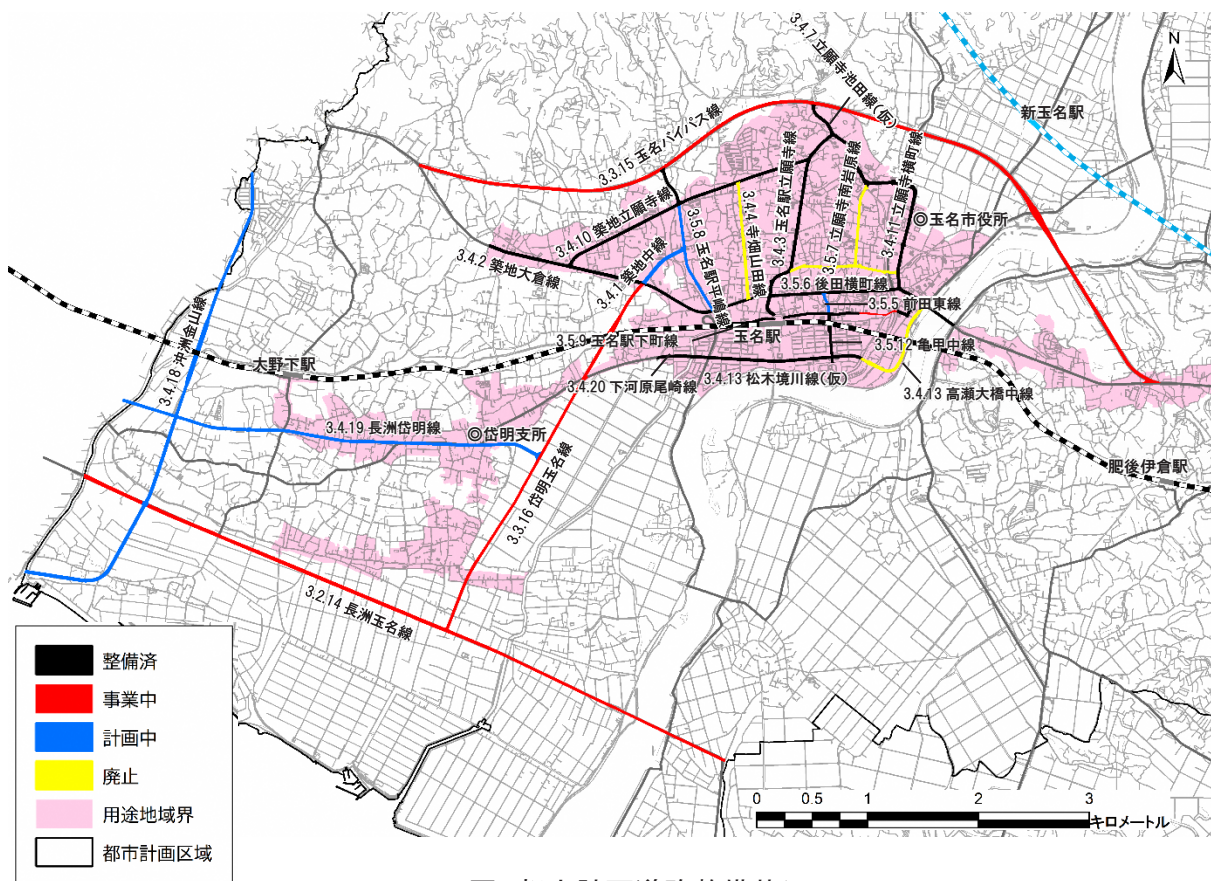 N
3.4.7 立願寺池田線(仮)
新玉名駅
3.3.15 玉名バイパス線
3.4.10 築地立願寺線
3.4.2 築地大倉線
3.4.1 築地中線
3.5.8 玉名駅平嶋線
3.4.4 寺畑山田線
3.4.3 玉名駅立願寺線
3.5.7 立願寺南岩原線
3.4.11 立願寺横町線
◎玉名市役所
3.5.6 後田横町線
3.5.5 前田東線
3.5.9 玉名駅下町線
玉名駅
3.5.12 亀甲中線
3.4.20 下河原尾崎線
3.4.13 松木境川線(仮)
3.4.13 高瀬大橋中線
3.4.18 沖洲金山線
大野下駅
3.4.19 長洲岱明線
◎岱明支所
3.3.16 岱明玉名線
肥後伊倉駅
3.2.14 長洲玉名線
整備済
事業中
計画中
廃止
用途地域界
都市計画区域
0 0.5 1 2 3
キロメートル